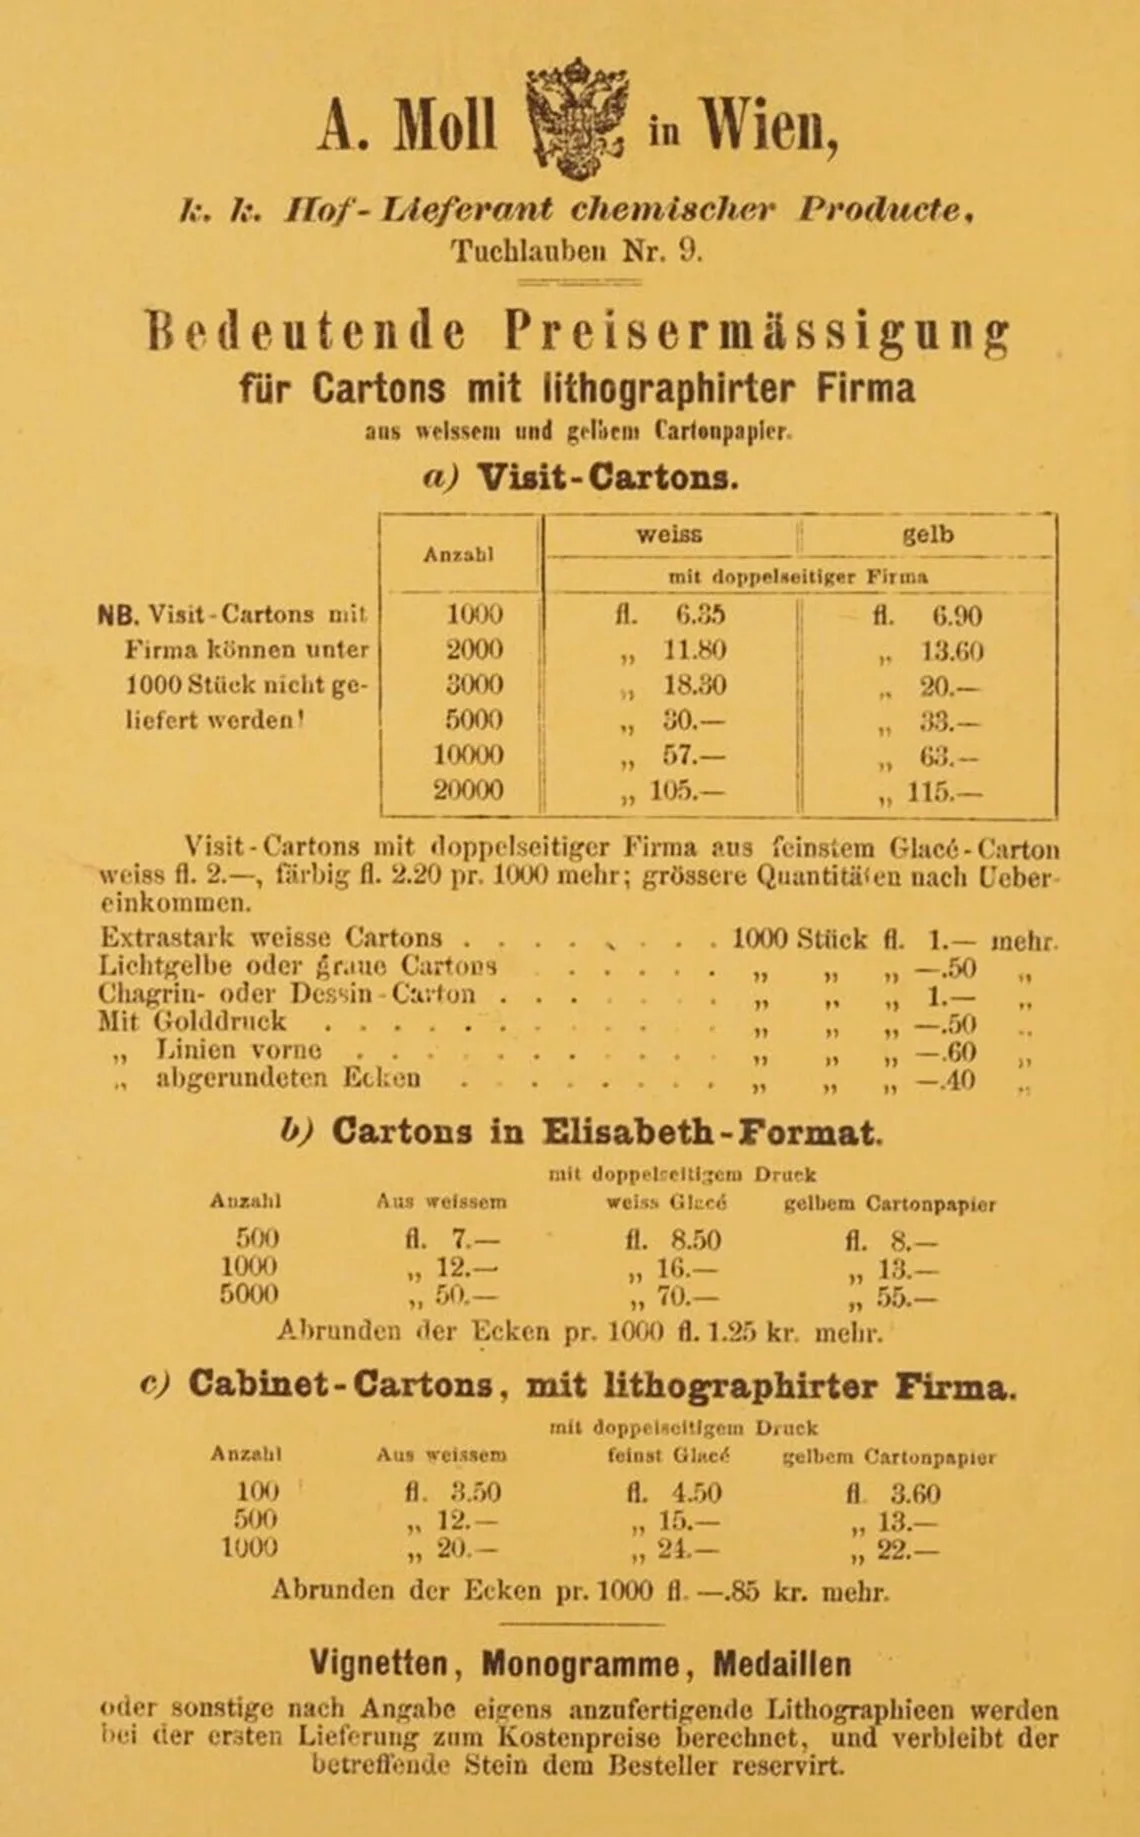 A. Moll in Wien,
k. k. Hof-Lieferant chemischer Producte,
Tuchlauben Nr. 9.
Bedeutende Preisermässigung
für Cartons mit lithographirter Firma
aus weissem und gelbem Cartonpapier.
a) Visit-Cartons.
Anzahl weiss gelb
mit doppelseitiger Firma
NB. Visit-Cartons mit 1000 fl. 6.35 fl. 6.90
Firma können unter 2000 „ 11.80 „ 13.60
1000 Stück nicht ge- 3000 „ 18.30 „ 20.—
liefert werden! 5000 „ 30.— „ 33.—
10000 „ 57.— „ 63.—
20000 „ 105.— „ 115.—
Visit-Cartons mit doppelseitiger Firma aus feinstem Glacé-Carton
weiss fl. 2.—, färbig fl. 2.20 pr. 1000 mehr; grössere Quantitäten nach Ueber-
einkommen.
Extrastark weisse Cartons . . . . . . . . . 1000 Stück fl. 1.— mehr.
Lichtgelbe oder graue Cartons . . . . . . „ „ „ —.50 „
Chagrin- oder Dessin-Carton . . . . . . . . „ „ „ 1.— „
Mit Golddruck . . . . . . . . . . . . „ „ „ —.50 „
„ Linien vorne . . . . . . . . . . . „ „ „ —.60 „
„ abgerundeten Ecken . . . . . . . . „ „ „ —.40 „
b) Cartons in Elisabeth-Format.
mit doppelseitigem Druck
Anzahl Aus weissem weiss Glacé gelbem Cartonpapier
500 fl. 7.— fl. 8.50 fl. 8.—
1000 „ 12.— „ 16.— „ 13.—
5000 „ 50.— „ 70.— „ 55.—
Abrunden der Ecken pr. 1000 fl. 1.25 kr. mehr.
c) Cabinet-Cartons, mit lithographirter Firma.
mit doppelseitigem Druck
Anzahl Aus weissem feinst Glacé gelbem Cartonpapier
100 fl. 3.50 fl. 4.50 fl. 3.60
500 „ 12.— „ 15.— „ 13.—
1000 „ 20.— „ 24.— „ 22.—
Abrunden der Ecken pr. 1000 fl. —.85 kr. mehr.
Vignetten, Monogramme, Medaillen
oder sonstige nach Angabe eigens anzufertigende Lithographieen werden
bei der ersten Lieferung zum Kostenpreise berechnet, und verbleibt der
betreffende Stein dem Besteller reservirt.